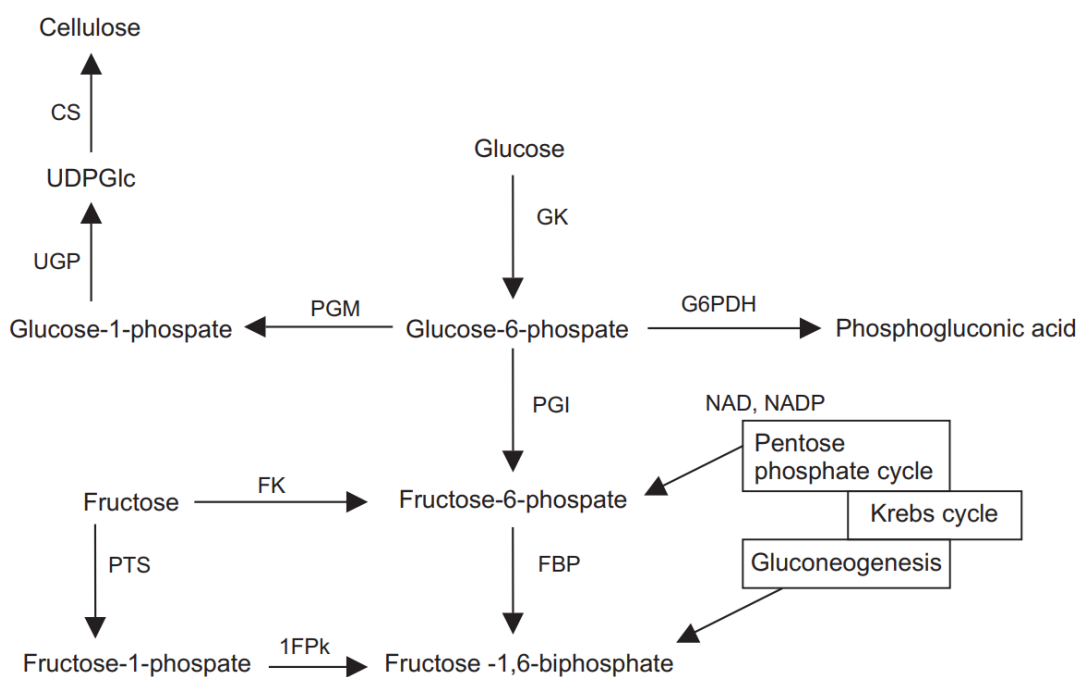 Cellulose
CS
Glucose
UDPGlc
GK
UGP
PGM
G6PDH
Glucose-1-phospate
Glucose-6-phospate
Phosphogluconic acid
PGI
NAD, NADP
Pentose
phosphate cycle
FK
Fructose
Fructose-6-phospate
Krebs cycle
PTS
FBP
Gluconeogenesis
1FPk
Fructose-1-phospate
Fructose -1,6-biphosphate